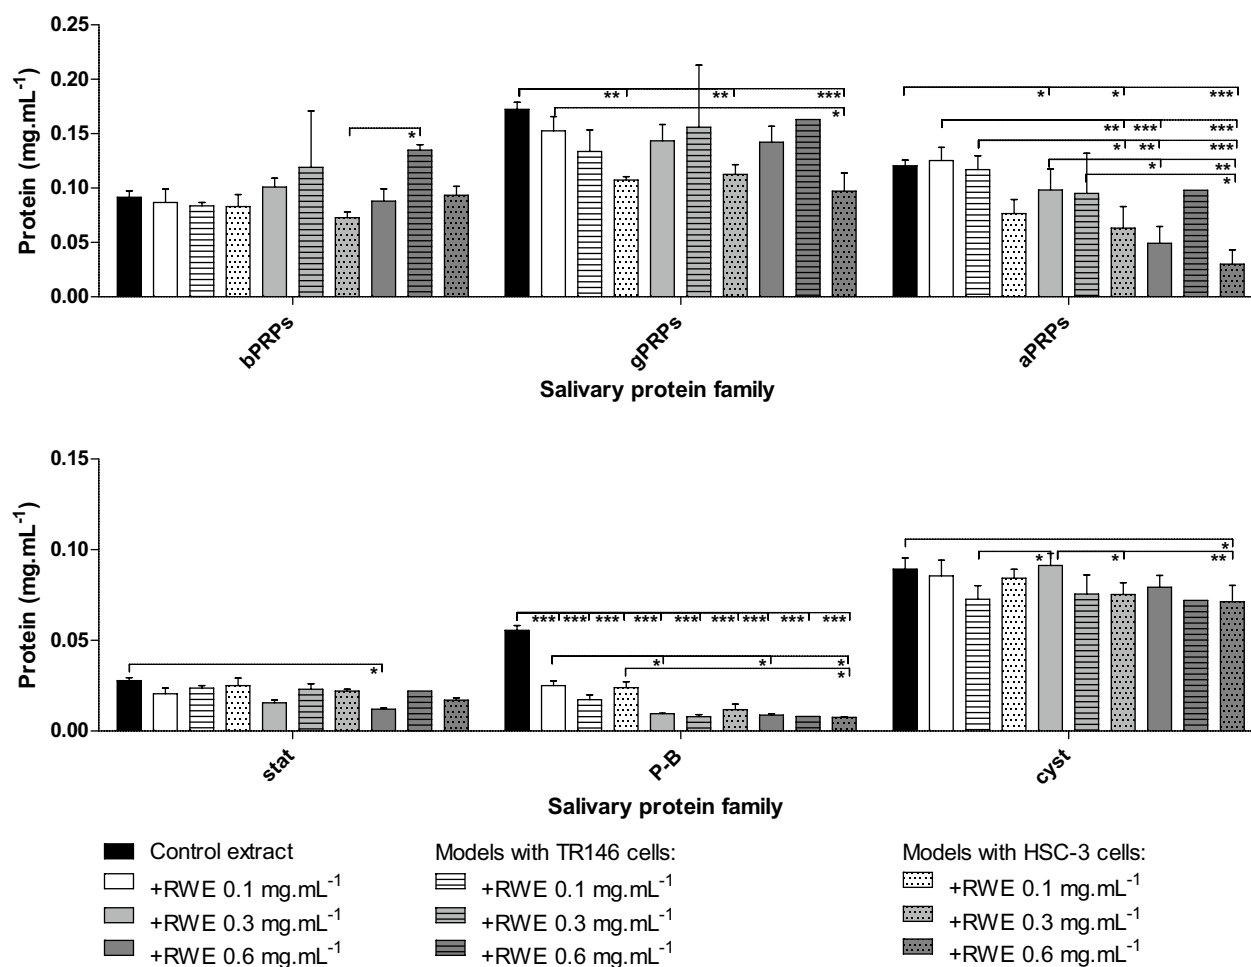 0.25
0.20
0.15
0.10
0.05
0.00
Protein (mg.mL-1)
* ** ** *** * * * *** ** *** *** * ** *** * ** *
bPRPs gPRPs aPRPs
Salivary protein family
0.15
0.10
0.05
0.00
Protein (mg.mL-1)
* *** *** *** *** *** *** *** *** *** * * * * * * * **
stat P-B cyst
Salivary protein family
Control extract Models with TR146 cells: Models with HSC-3 cells:
+RWE 0.1 mg.mL-1 +RWE 0.1 mg.mL-1 +RWE 0.1 mg.mL-1
+RWE 0.3 mg.mL-1 +RWE 0.3 mg.mL-1 +RWE 0.3 mg.mL-1
+RWE 0.6 mg.mL-1 +RWE 0.6 mg.mL-1 +RWE 0.6 mg.mL-1